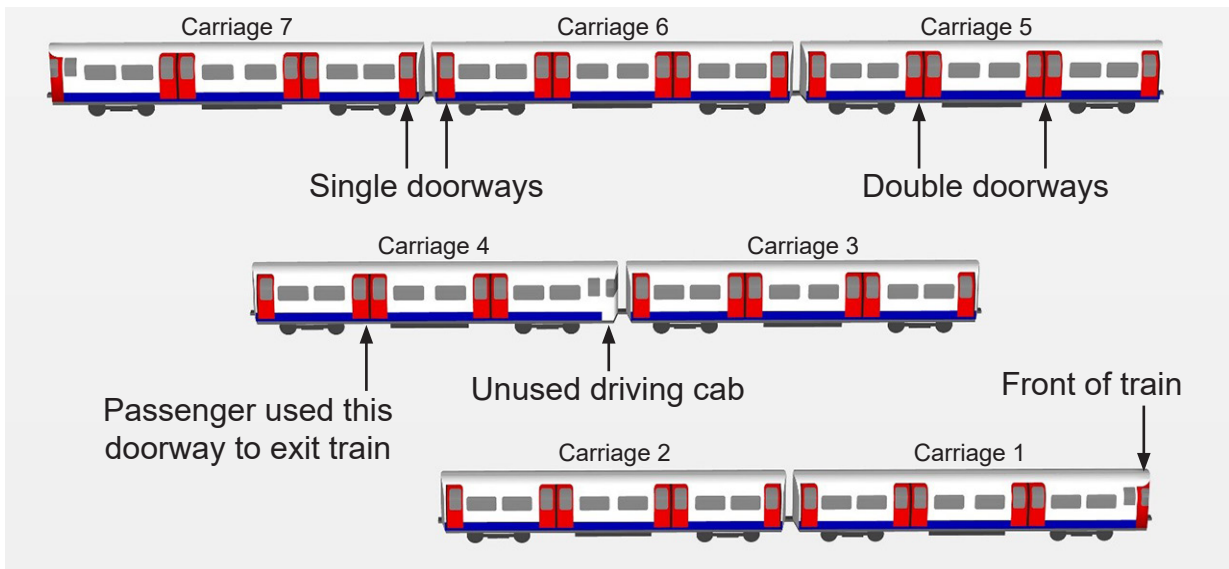 Carriage 7
Carriage 6
Carriage 5
Single doorways
Double doorways
Carriage 4
Carriage 3
Passenger used this
doorway to exit train
Unused driving cab
Front of train
Carriage 2
Carriage 1